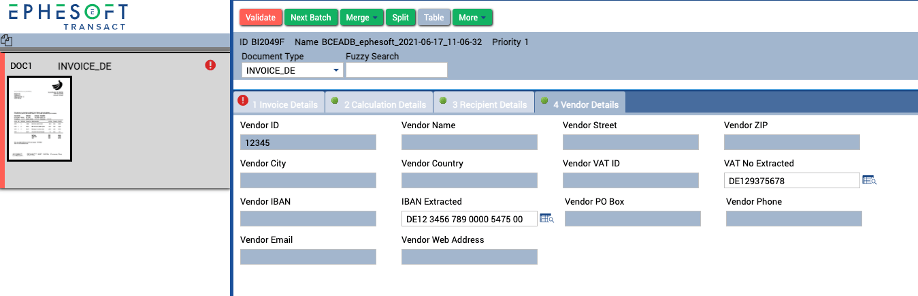 EPHESOFT
TRANSACT
DOC1 INVOICE_DE
Validate Next Batch Merge Split Table More
ID BI2049F Name BCEADB_ephesoft_2021-06-17_11-06-32 Priority 1
Document Type Fuzzy Search
INVOICE_DE
1 Invoice Details 2 Calculation Details 3 Recipient Details 4 Vendor Details
Vendor ID Vendor Name Vendor Street Vendor ZIP
12345
Vendor City Vendor Country Vendor VAT ID VAT No Extracted
DE129375678
Vendor IBAN IBAN Extracted Vendor PO Box Vendor Phone
DE12 3456 789 0000 5475 00
Vendor Email Vendor Web Address